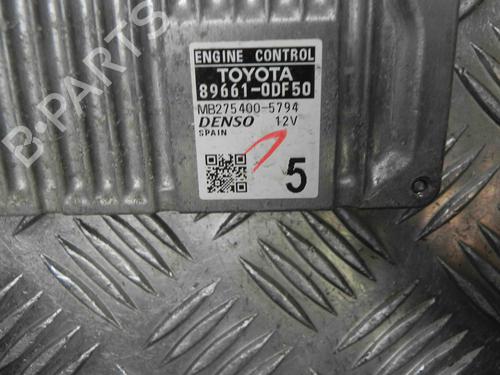 ENGINE CONTROL
TOYOTA
89661-0DF50
MB275400-5794
DENSO 12V
SPAIN
5
B-PARTS